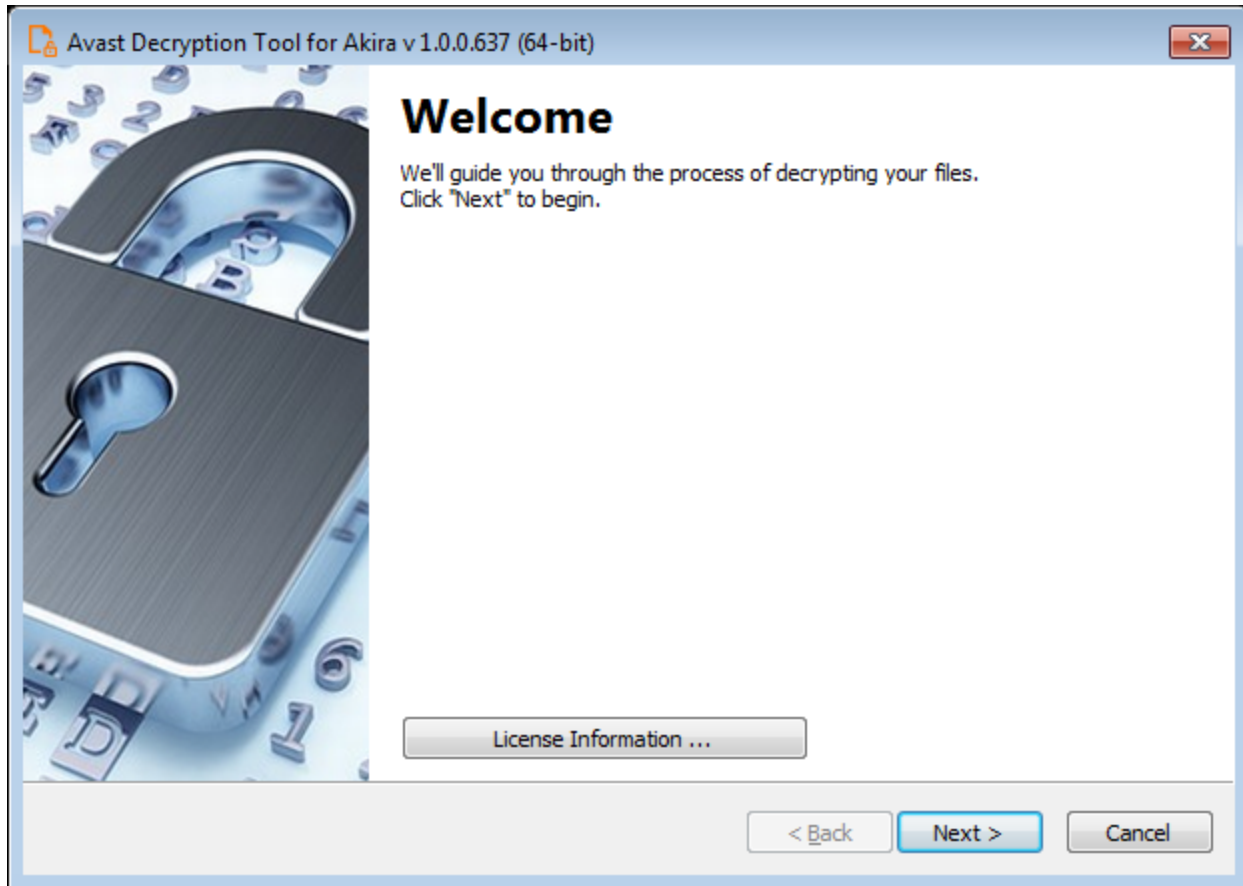 Avast Decryption Tool for Akira v 1.0.0.637 (64-bit)
Welcome
We'll guide you through the process of decrypting your files.
Click "Next" to begin.
License Information ...
< Back
Next >
Cancel